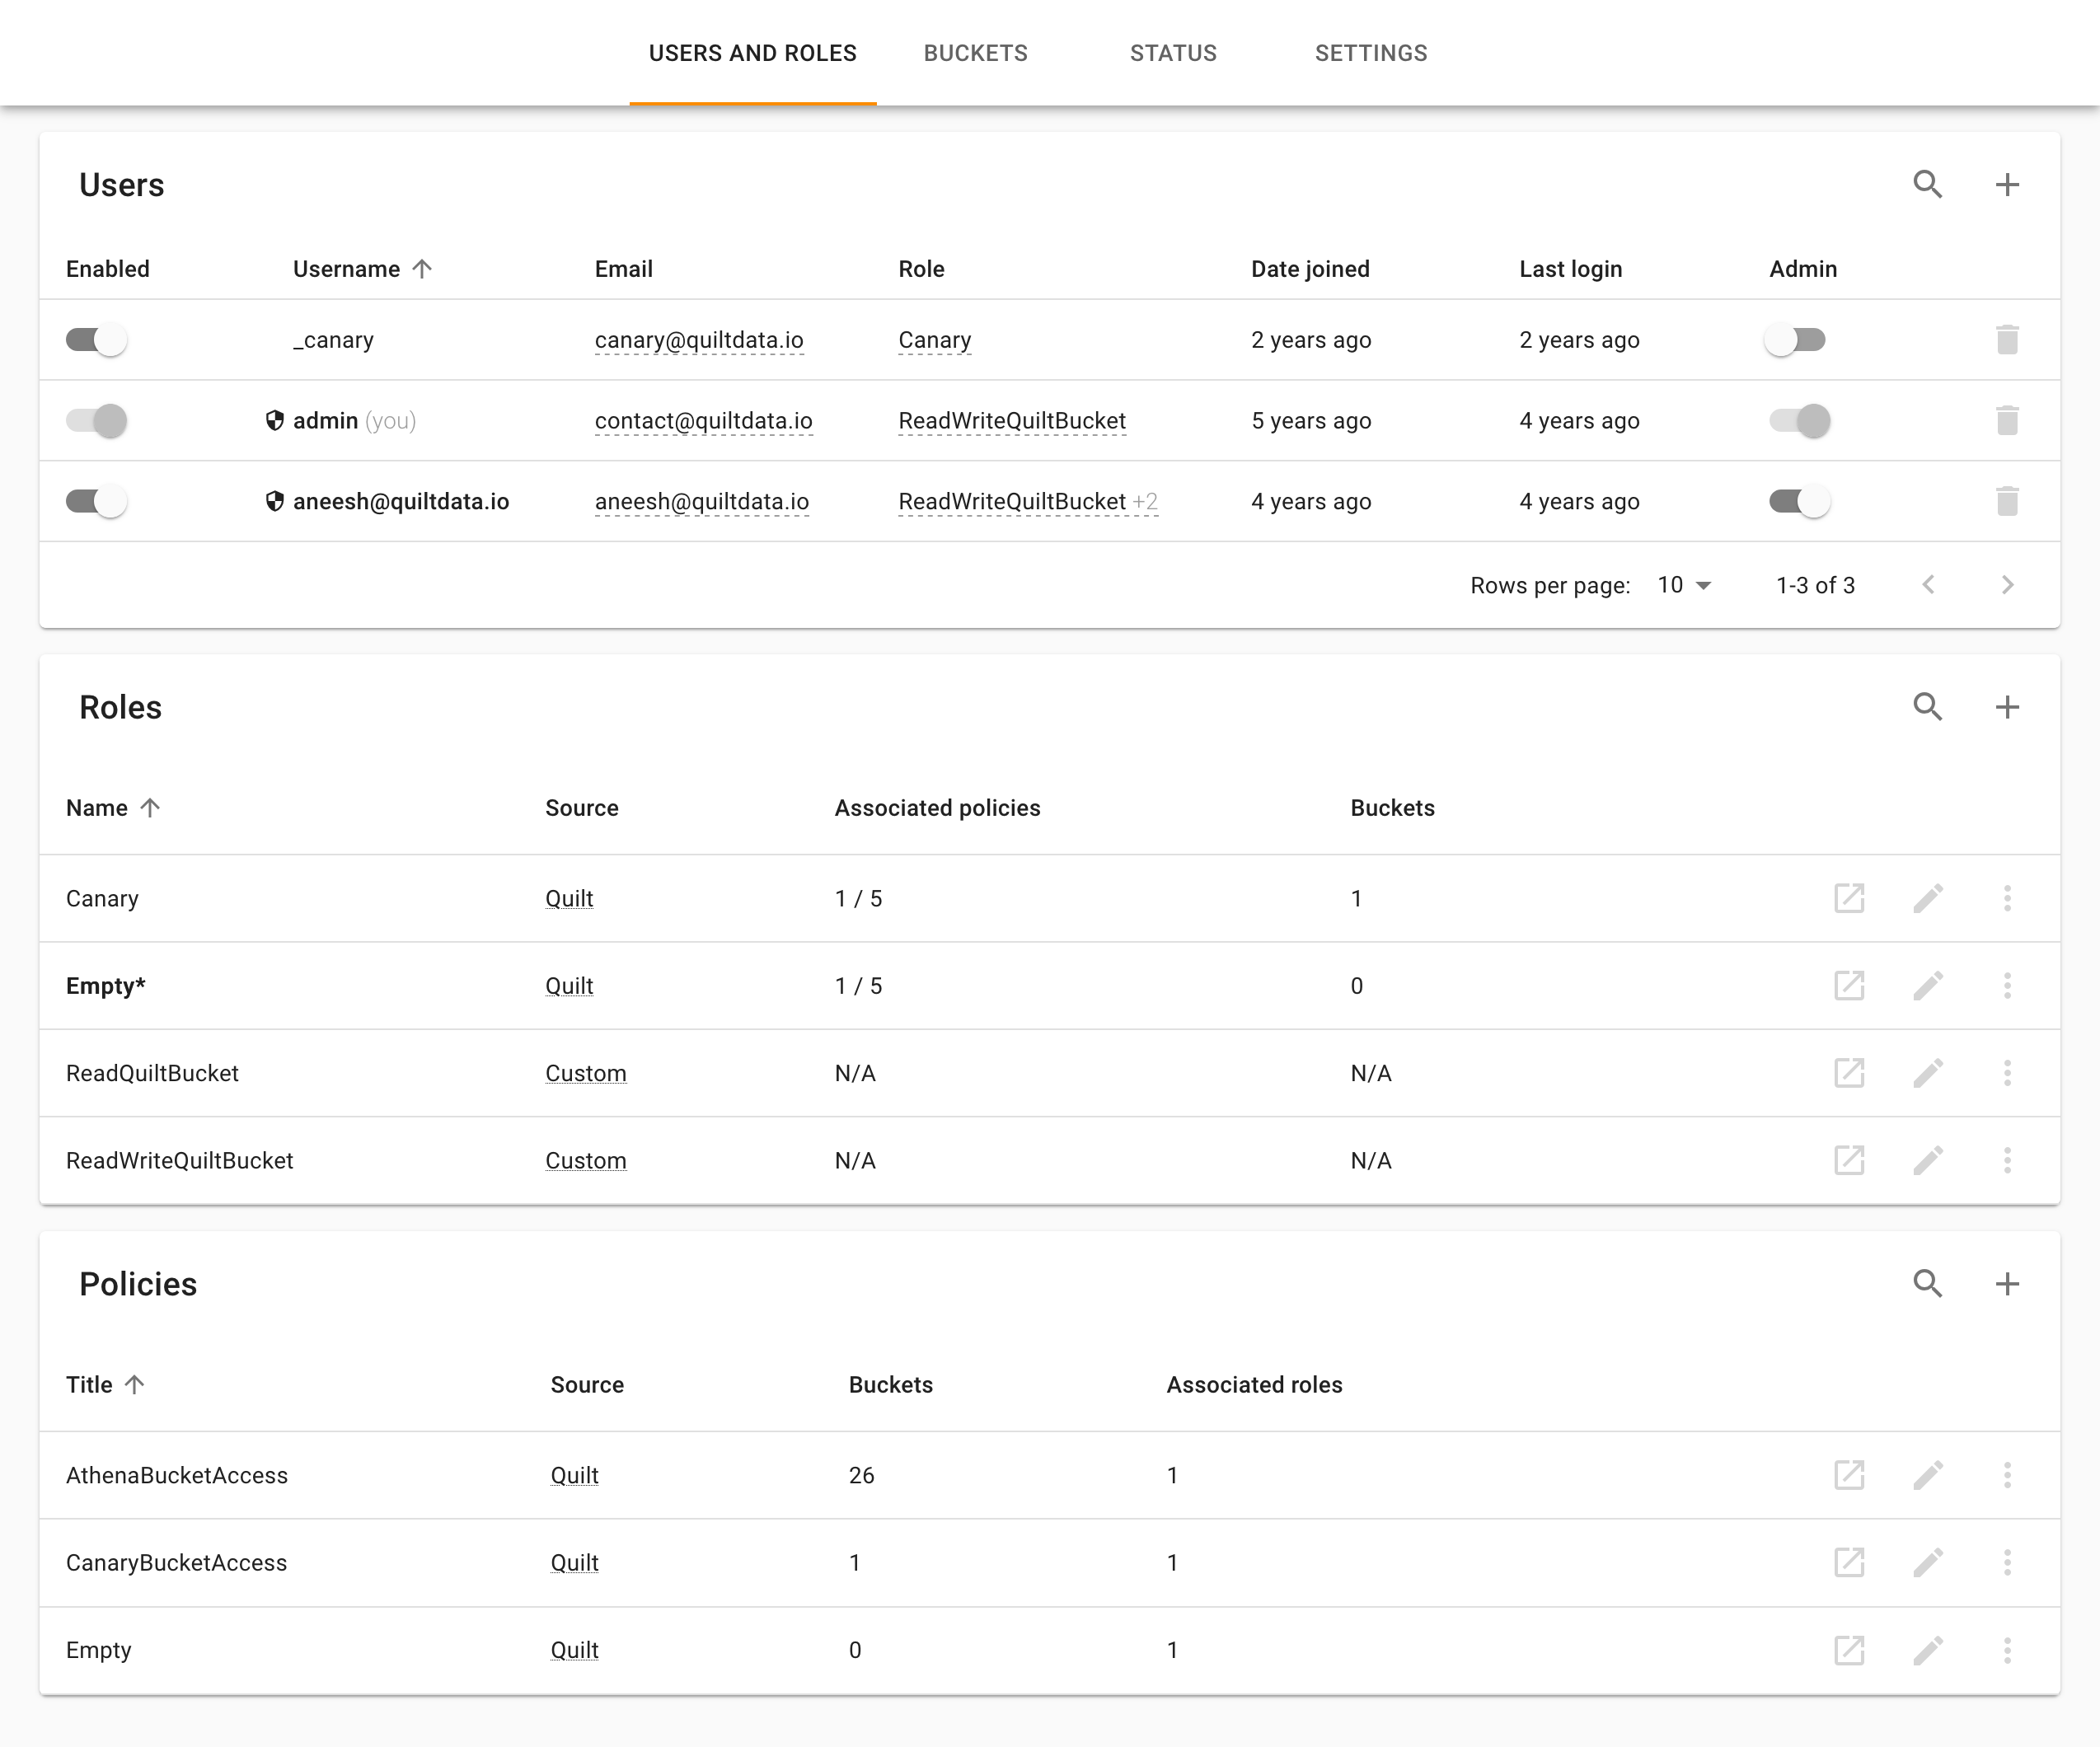 USERS AND ROLES BUCKETS STATUS SETTINGS
Users
Enabled Username Email Role Date joined Last login Admin
_canary canary@quiltdata.io Canary 2 years ago 2 years ago
admin (you) contact@quiltdata.io ReadWriteQuiltBucket 5 years ago 4 years ago
aneesh@quiltdata.io aneesh@quiltdata.io ReadWriteQuiltBucket +2 4 years ago 4 years ago
Rows per page: 10 1-3 of 3
Roles
Name Source Associated policies Buckets
Canary Quilt 1 / 5 1
Empty* Quilt 1 / 5 0
ReadQuiltBucket Custom N/A N/A
ReadWriteQuiltBucket Custom N/A N/A
Policies
Title Source Buckets Associated roles
AthenaBucketAccess Quilt 26 1
CanaryBucketAccess Quilt 1 1
Empty Quilt 0 1